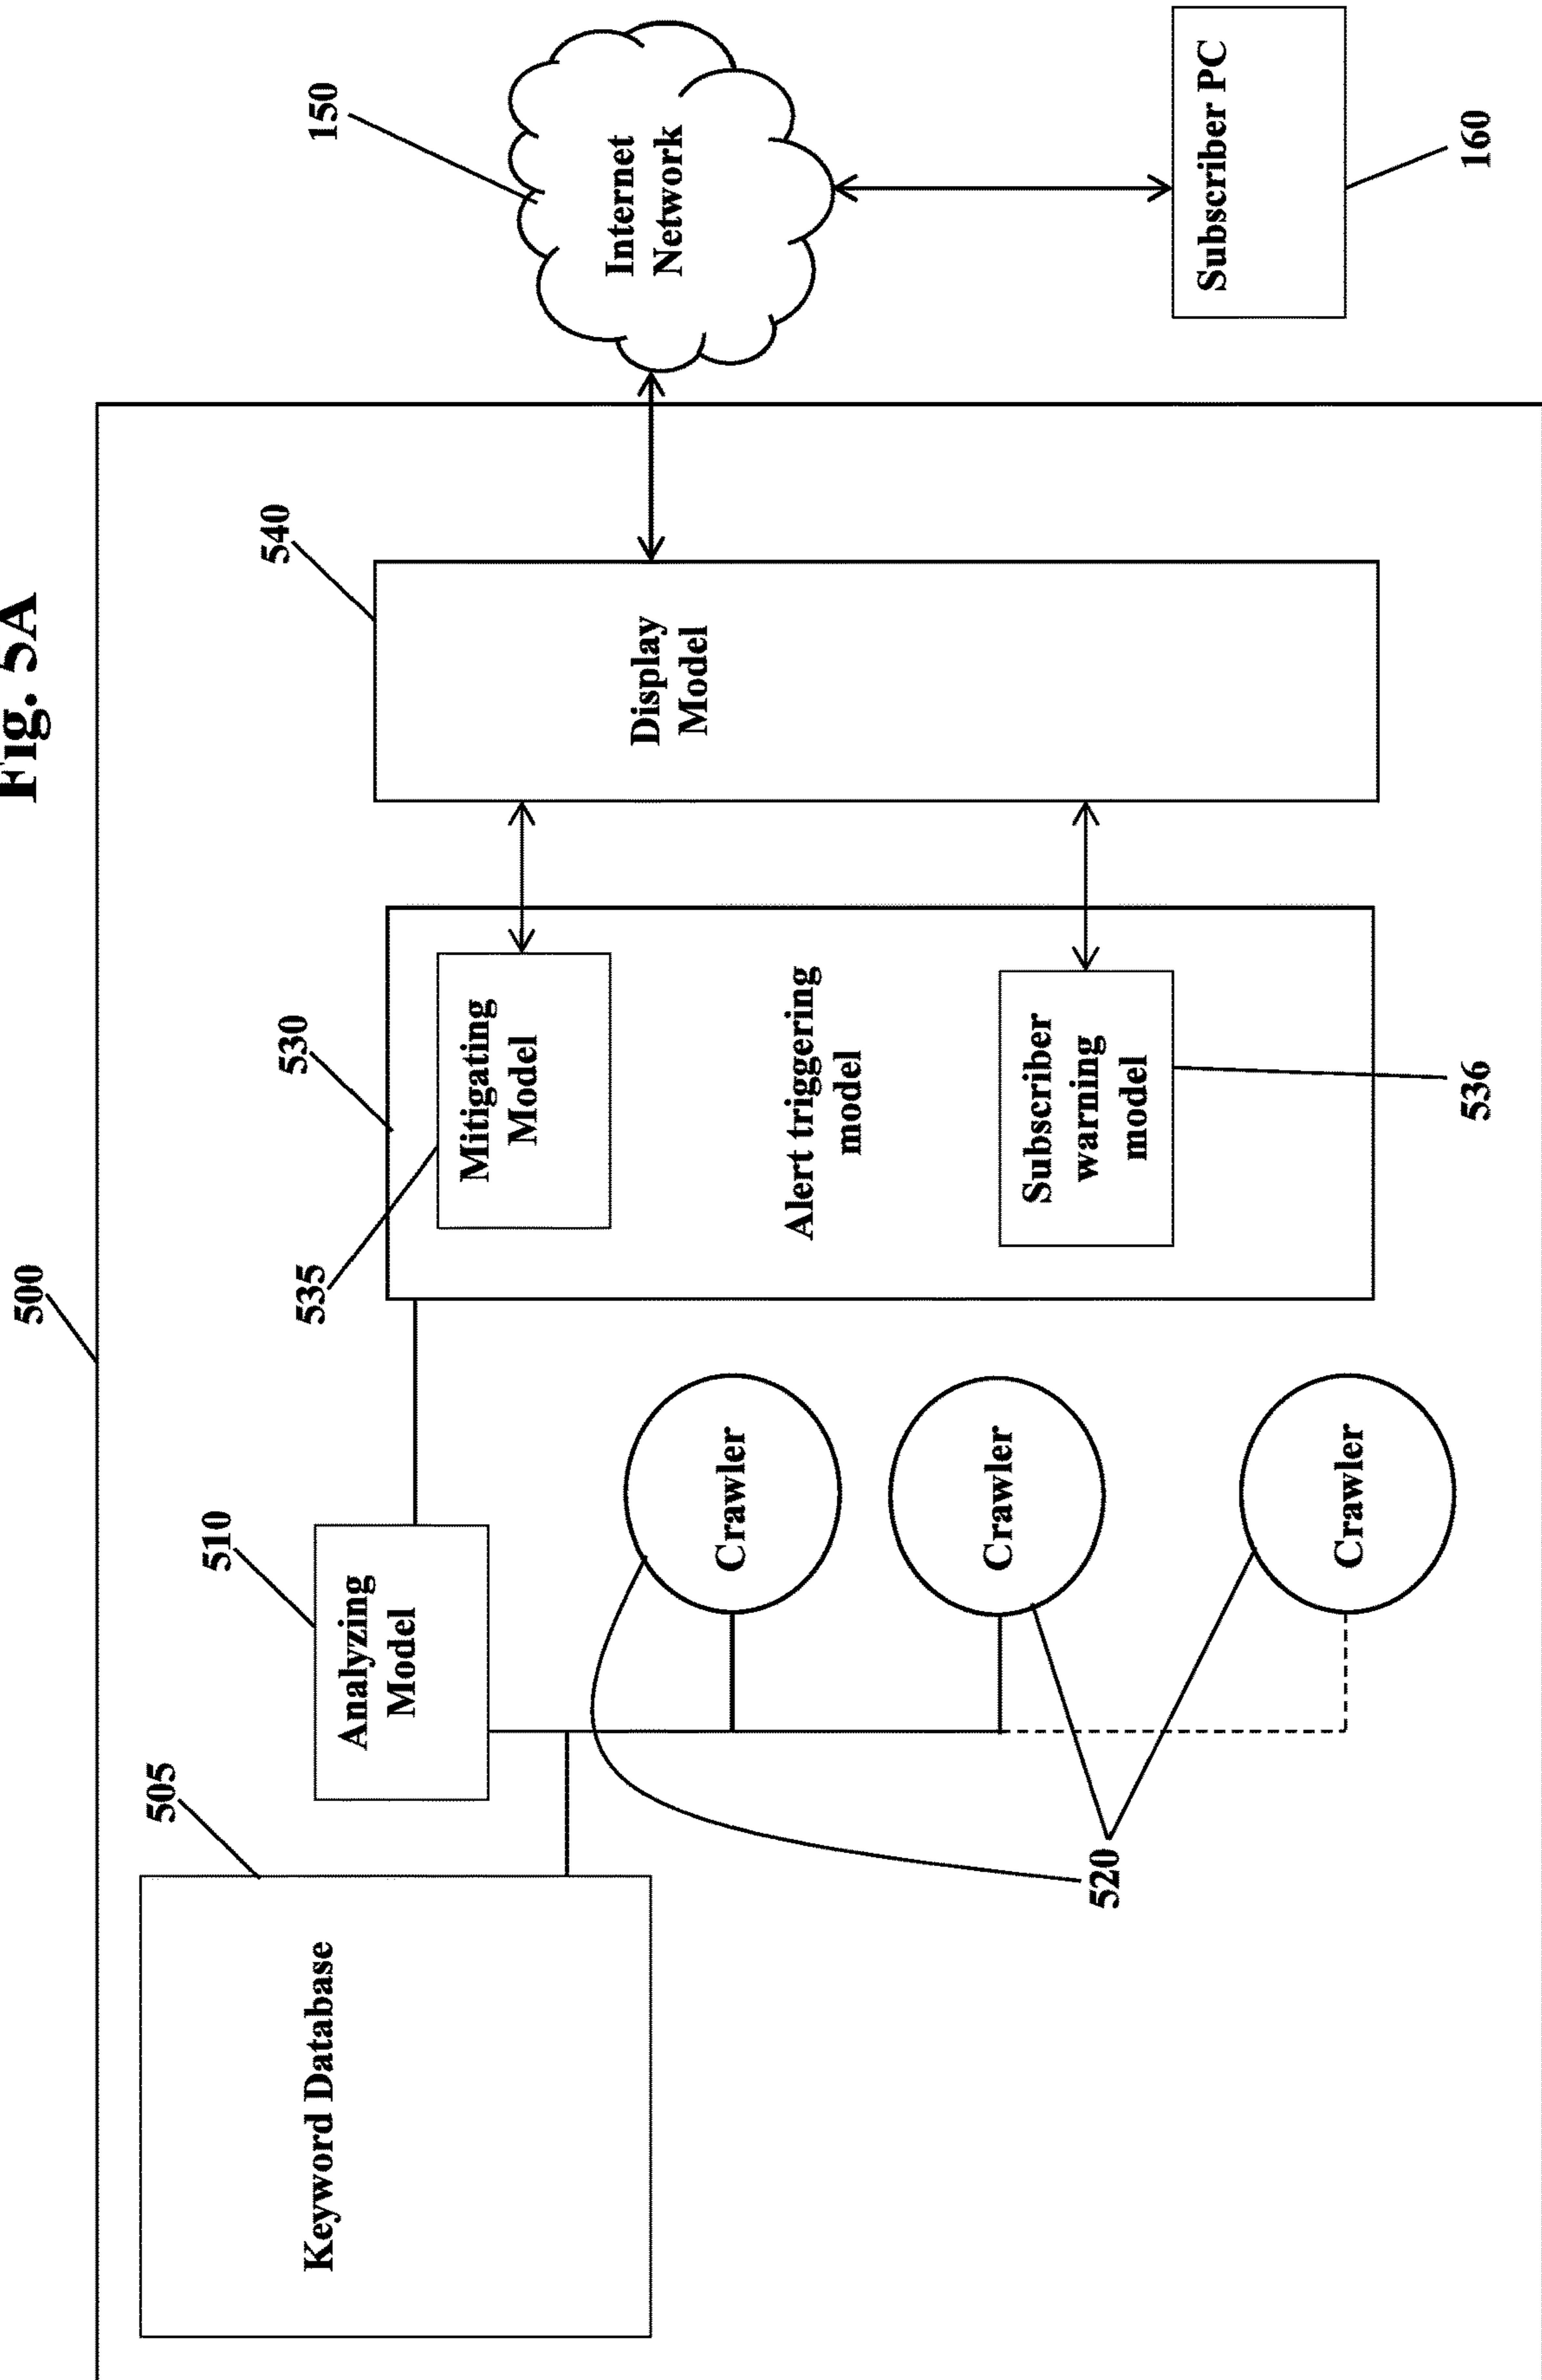 Fig. 5A
500
505
Keyword Database
510
Analyzing
Model
520
Crawler
Crawler
Crawler
530
535
Mitigating
Model
Alert triggering
model
Subscriber
warning
model
536
540
Display
Model
150
Internet
Network
Subscriber PC
160